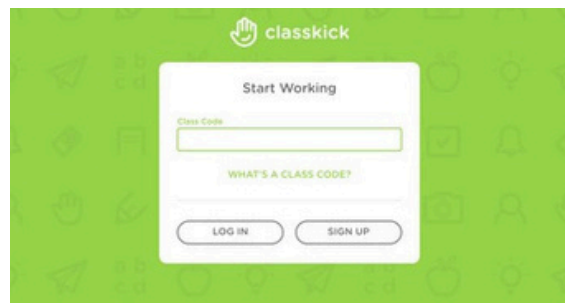 classkick
Start Working
Class Code
WHAT'S A CLASS CODE?
LOG IN
SIGN UP